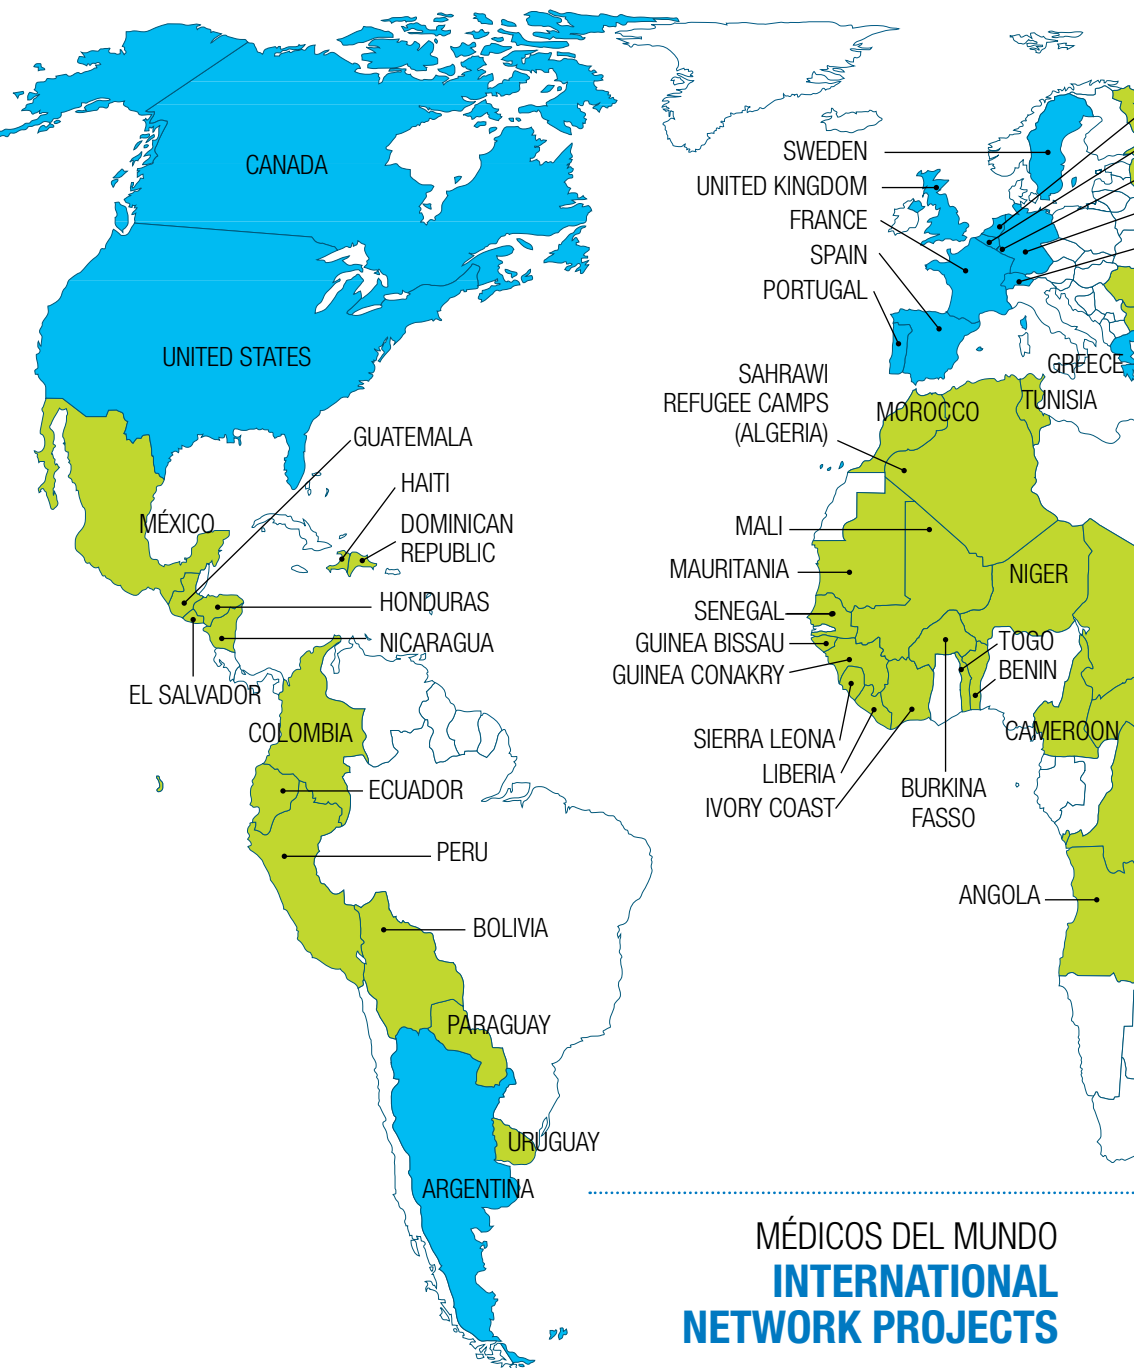 CANADA
UNITED STATES
MÉXICO
GUATEMALA
HAITI
DOMINICAN
REPUBLIC
HONDURAS
NICARAGUA
EL SALVADOR
COLOMBIA
ECUADOR
PERU
BOLIVIA
PARAGUAY
URUGUAY
ARGENTINA
SWEDEN
UNITED KINGDOM
FRANCE
SPAIN
PORTUGAL
GREECE
SAHRAWI
REFUGEE CAMPS
(ALGERIA)
MOROCCO
TUNISIA
MALI
MAURITANIA
NIGER
SENEGAL
GUINEA BISSAU
GUINEA CONAKRY
TOGO
BENIN
SIERRA LEONA
LIBERIA
IVORY COAST
BURKINA
FASSO
CAMEROON
ANGOLA
MÉDICOS DEL MUNDO
INTERNATIONAL
NETWORK PROJECTS